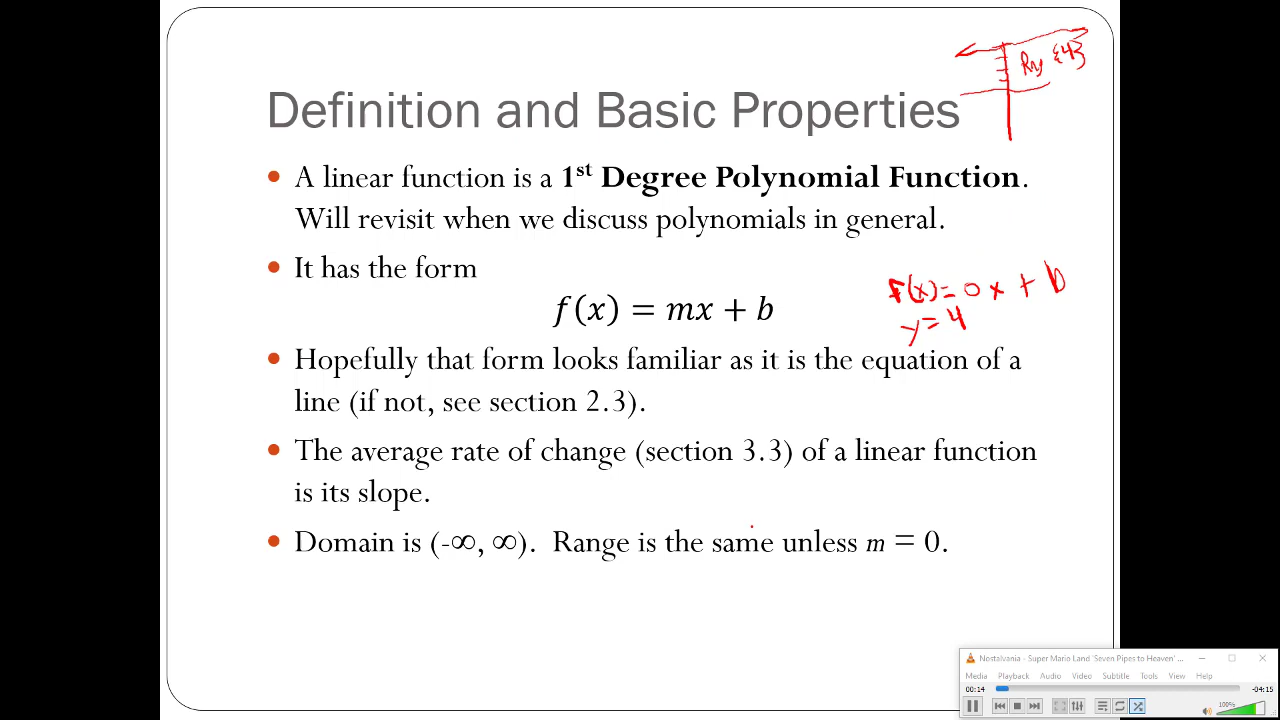 Rng {4}
Definition and Basic Properties
• A linear function is a 1st Degree Polynomial Function.
Will revisit when we discuss polynomials in general.
• It has the form
f(x) = 0x + b
f(x) = mx + b
y = 4
• Hopefully that form looks familiar as it is the equation of a
line (if not, see section 2.3).
• The average rate of change (section 3.3) of a linear function
is its slope.
• Domain is (-∞, ∞). Range is the same unless m = 0.
Nostalvania - Super Mario Land 'Seven Pipes to Heaven' ...
Media Playback Audio Video Subtitle Tools View Help
00:14 -04:15
100%